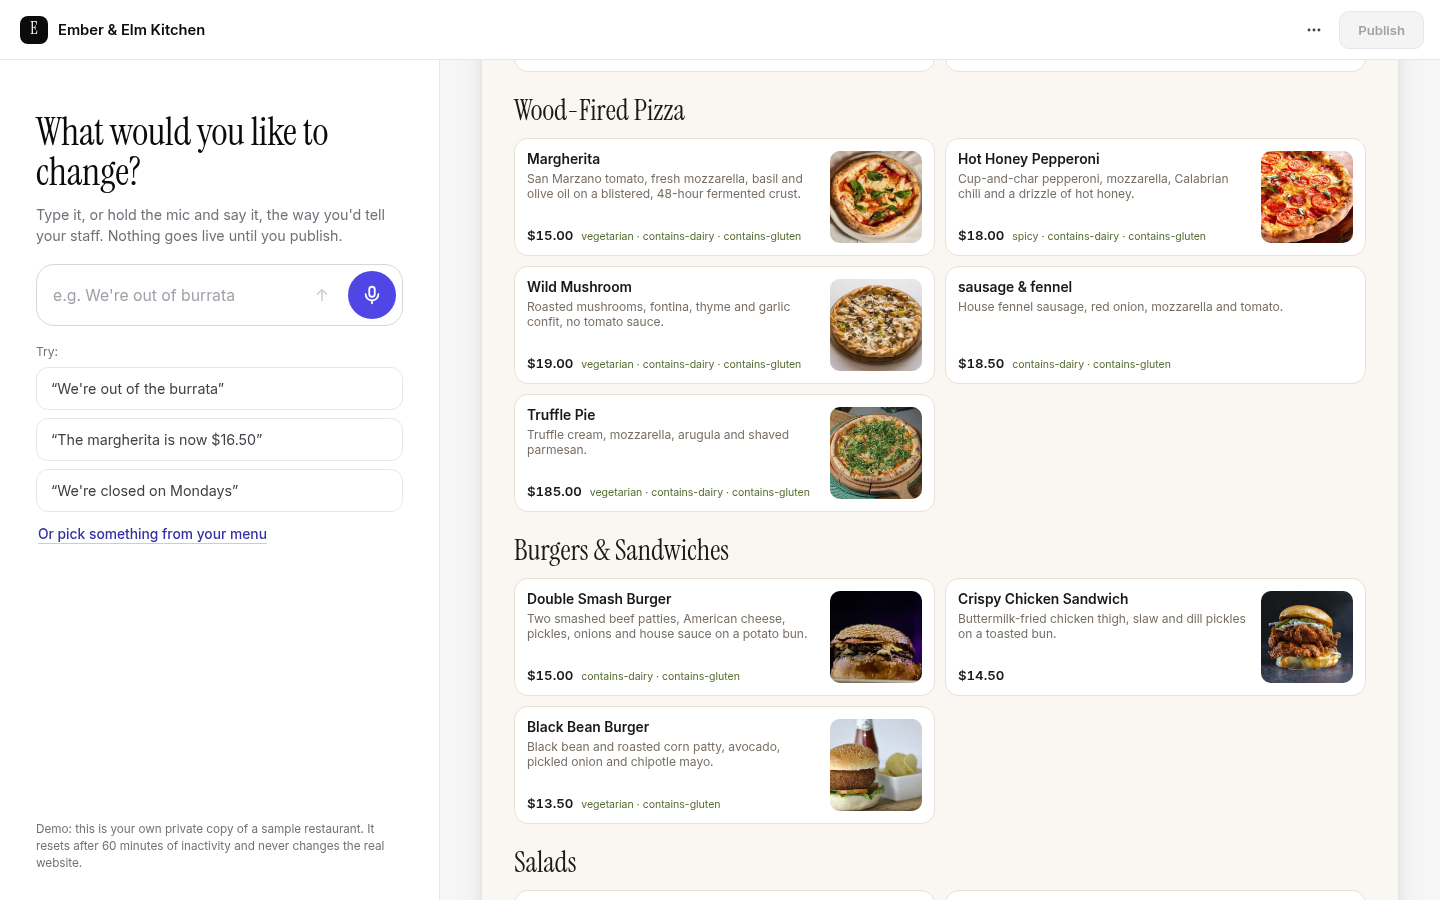 E
Ember & Elm Kitchen
Publish
What would you like to
change?
Type it, or hold the mic and say it, the way you'd tell
your staff. Nothing goes live until you publish.
e.g. We're out of burrata
Try:
“We're out of the burrata”
“The margherita is now $16.50”
“We're closed on Mondays”
Or pick something from your menu
Demo: this is your own private copy of a sample restaurant. It
resets after 60 minutes of inactivity and never changes the real
website.
Wood-Fired Pizza
Margherita
San Marzano tomato, fresh mozzarella, basil and
olive oil on a blistered, 48-hour fermented crust.
$15.00 vegetarian · contains-dairy · contains-gluten
Hot Honey Pepperoni
Cup-and-char pepperoni, mozzarella, Calabrian
chili and a drizzle of hot honey.
$18.00 spicy · contains-dairy · contains-gluten
Wild Mushroom
Roasted mushrooms, fontina, thyme and garlic
confit, no tomato sauce.
$19.00 vegetarian · contains-dairy · contains-gluten
sausage & fennel
House fennel sausage, red onion, mozzarella and tomato.
$18.50 contains-dairy · contains-gluten
Truffle Pie
Truffle cream, mozzarella, arugula and shaved
parmesan.
$185.00 vegetarian · contains-dairy · contains-gluten
Burgers & Sandwiches
Double Smash Burger
Two smashed beef patties, American cheese,
pickles, onions and house sauce on a potato bun.
$15.00 contains-dairy · contains-gluten
Crispy Chicken Sandwich
Buttermilk-fried chicken thigh, slaw and dill pickles
on a toasted bun.
$14.50
Black Bean Burger
Black bean and roasted corn patty, avocado,
pickled onion and chipotle mayo.
$13.50 vegetarian · contains-gluten
Salads